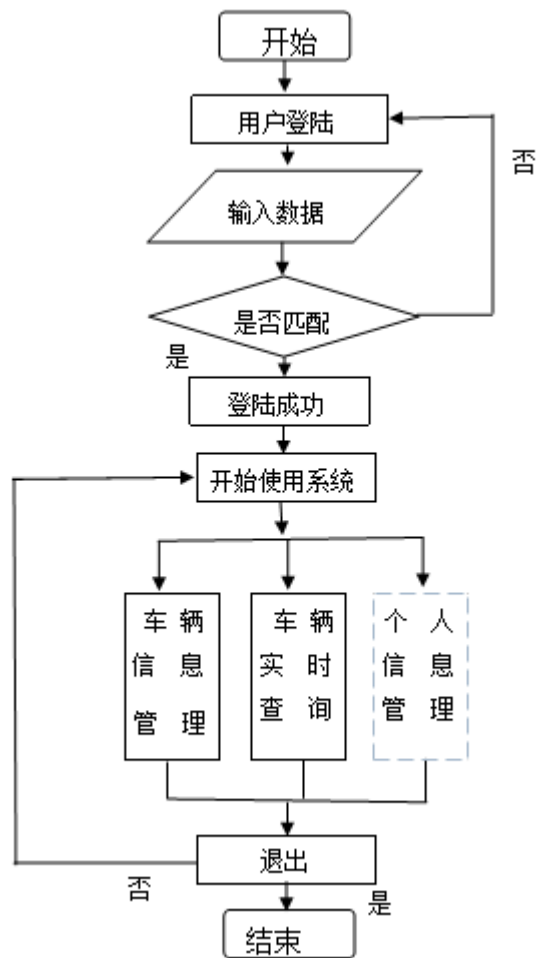 开始
用户登陆
否
输入数据
是否匹配
是
登陆成功
开始使用系统
车辆
信息
管理
车辆
实时
查询
个人
信息
管理
退出
否
是
结束